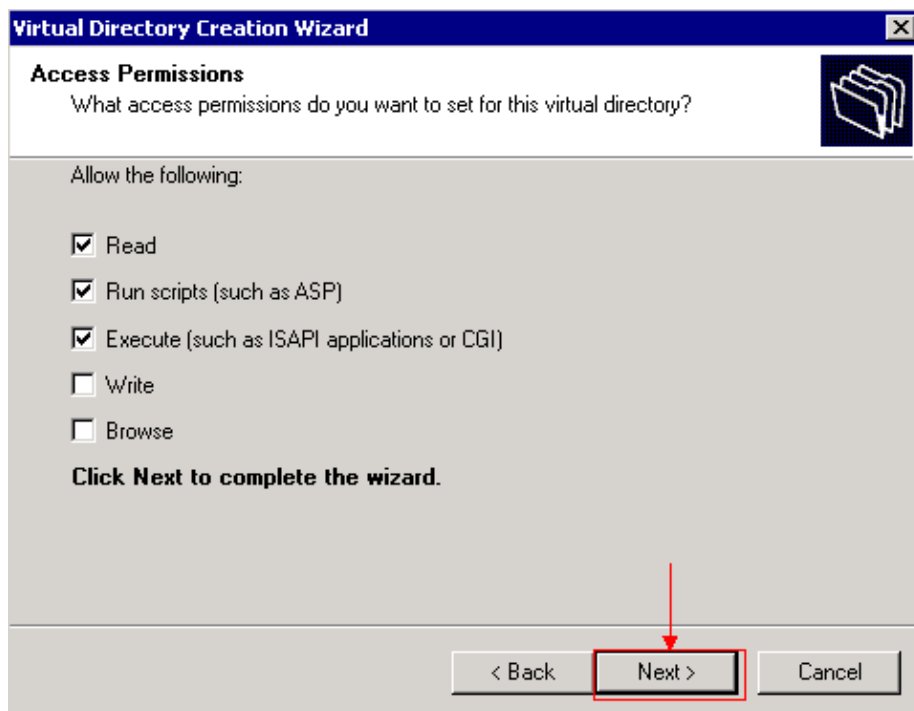 Virtual Directory Creation Wizard
Access Permissions
What access permissions do you want to set for this virtual directory?
Allow the following:
Read
Run scripts (such as ASP)
Execute (such as ISAPI applications or CGI)
Write
Browse
Click Next to complete the wizard.
< Back Next > Cancel